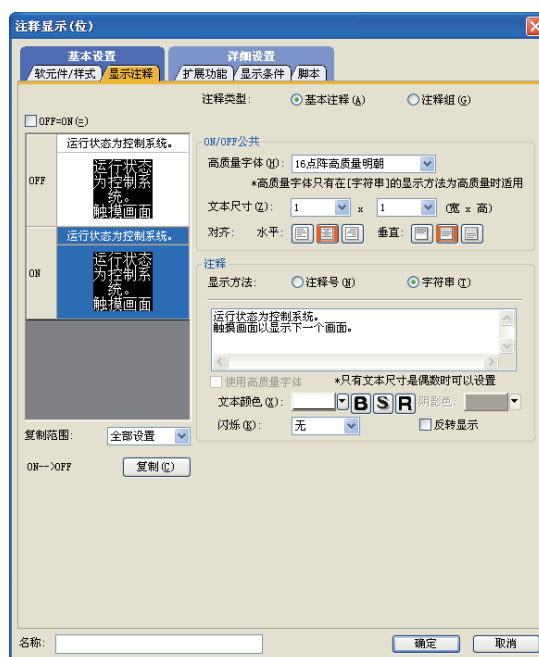 注释显示(位)
基本设置
详细设置
软元件/样式
显示注释
扩展功能
显示条件
脚本
注释类型:
基本注释(A)
注释组(G)
OFF=ON(=)
运行状态为控制系统。
OFF
运行状态
为控制系
统。
触摸画面
运行状态为控制系统。
ON
运行状态
为控制系
统。
触摸画面
复制范围:
全部设置
ON-->OFF
复制(C)
ON/OFF公共
高质量字体(H):
16点阵高质量明朝
*高质量字体只有在[字符串]的显示方法为高质量时适用
文本尺寸(Z):
1
x
1
(宽 x 高)
对齐:
水平:
垂直:
注释
显示方法:
注释号(N)
字符串(T)
运行状态为控制系统。
触摸画面以显示下一个画面。
使用高质量字体
*只有文本尺寸是偶数时可以设置
文本颜色(X):
B
S
R
阴影色:
闪烁(K):
无
反转显示
名称:
确定
取消